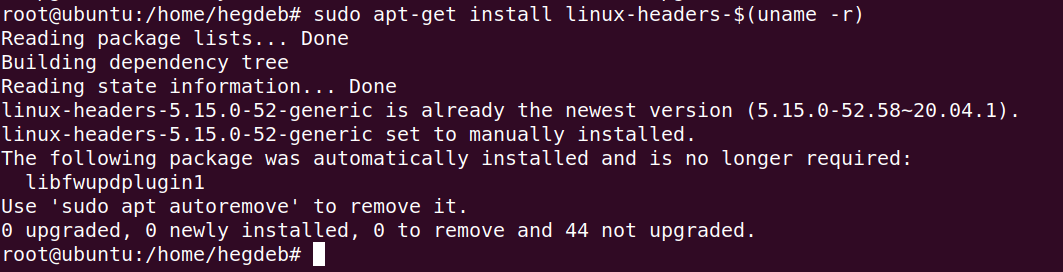 root@ubuntu:/home/hegdeb# sudo apt-get install linux-headers-$(uname -r)
Reading package lists... Done
Building dependency tree
Reading state information... Done
linux-headers-5.15.0-52-generic is already the newest version (5.15.0-52.58~20.04.1).
linux-headers-5.15.0-52-generic set to manually installed.
The following package was automatically installed and is no longer required:
  libfwupdplugin1
Use 'sudo apt autoremove' to remove it.
0 upgraded, 0 newly installed, 0 to remove and 44 not upgraded.
root@ubuntu:/home/hegdeb#